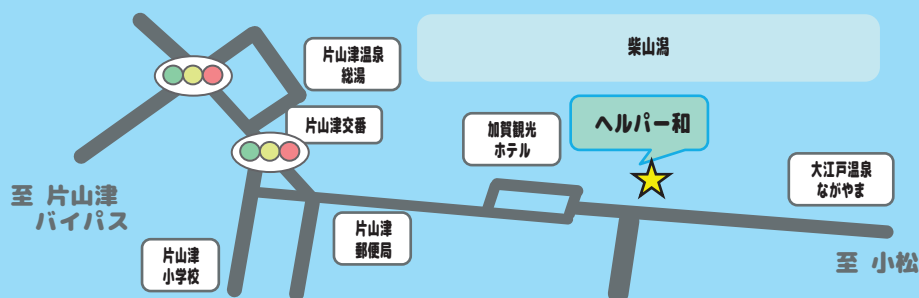 片山津温泉
総湯
柴山潟
片山津交番
加賀観光
ホテル
ヘルパー和
大江戸温泉
ながやま
至 片山津
バイパス
片山津
郵便局
片山津
小学校
至 小松